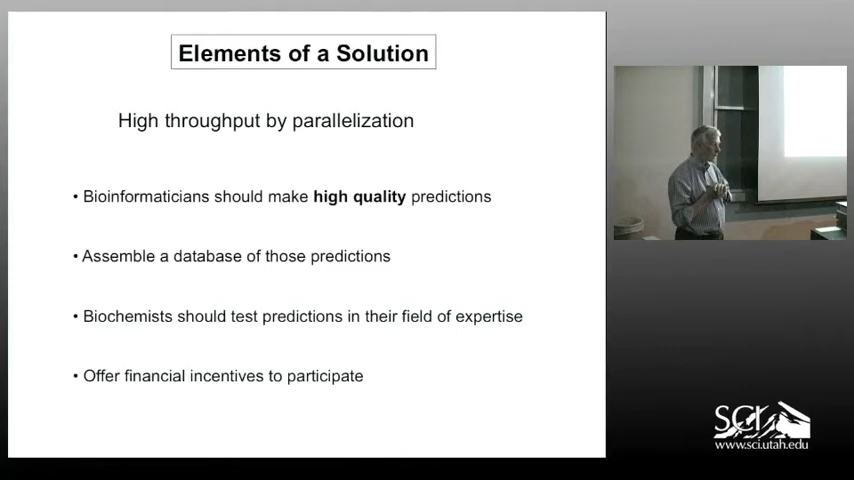 Elements of a Solution
High throughput by parallelization
• Bioinformaticians should make high quality predictions
• Assemble a database of those predictions
• Biochemists should test predictions in their field of expertise
• Offer financial incentives to participate
SCI
www.sci.utah.edu